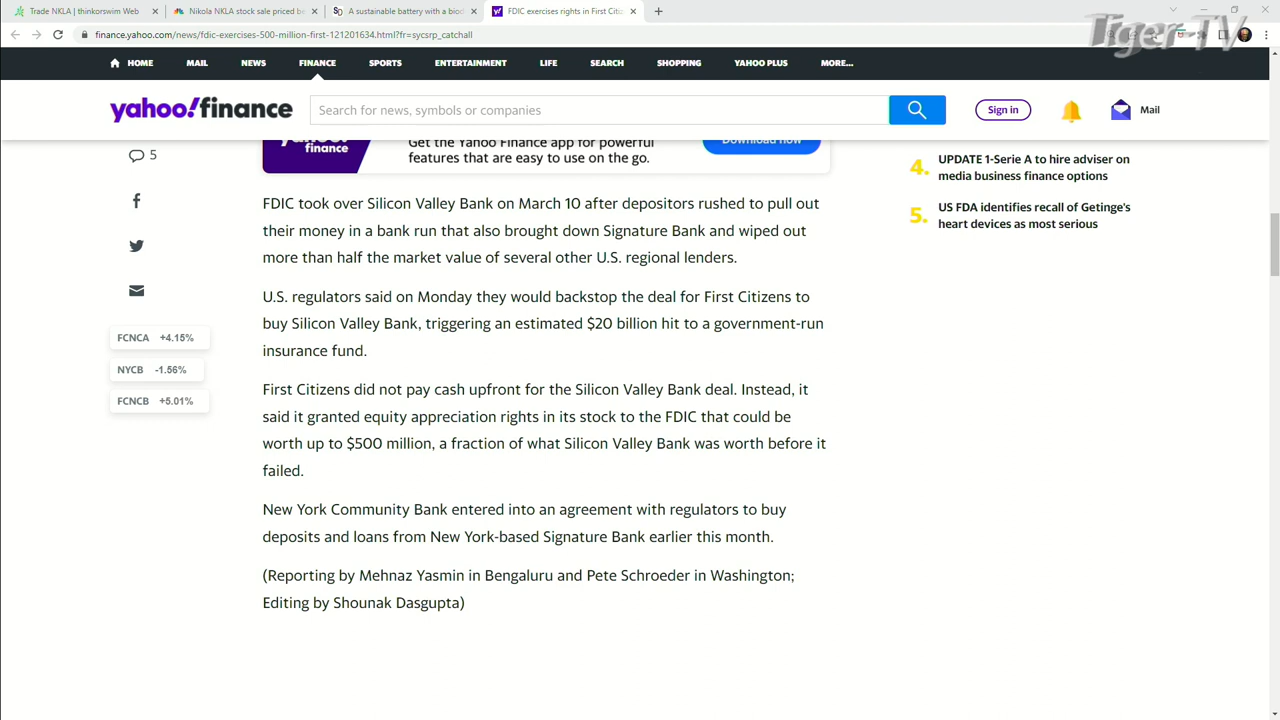 Trade NKLA | thinkorswim Web
Nikola NKLA stock sale priced be
A sustainable battery with a biod
FDIC exercises rights in First Citiz
Tiger TV
finance.yahoo.com/news/fdic-exercises-500-million-first-121201634.html?fr=sycsrp_catchall
HOME MAIL NEWS FINANCE SPORTS ENTERTAINMENT LIFE SEARCH SHOPPING YAHOO PLUS MORE...
yahoo!finance
Search for news, symbols or companies
Sign in
Mail
5
finance
Get the Yahoo Finance app for powerful
features that are easy to use on the go.
Download now
FDIC took over Silicon Valley Bank on March 10 after depositors rushed to pull out
their money in a bank run that also brought down Signature Bank and wiped out
more than half the market value of several other U.S. regional lenders.
U.S. regulators said on Monday they would backstop the deal for First Citizens to
buy Silicon Valley Bank, triggering an estimated $20 billion hit to a government-run
insurance fund.
First Citizens did not pay cash upfront for the Silicon Valley Bank deal. Instead, it
said it granted equity appreciation rights in its stock to the FDIC that could be
worth up to $500 million, a fraction of what Silicon Valley Bank was worth before it
failed.
New York Community Bank entered into an agreement with regulators to buy
deposits and loans from New York-based Signature Bank earlier this month.
(Reporting by Mehnaz Yasmin in Bengaluru and Pete Schroeder in Washington;
Editing by Shounak Dasgupta)
FCNCA +4.15%
NYCB -1.56%
FCNCB +5.01%
4. UPDATE 1-Serie A to hire adviser on
media business finance options
5. US FDA identifies recall of Getinge's
heart devices as most serious